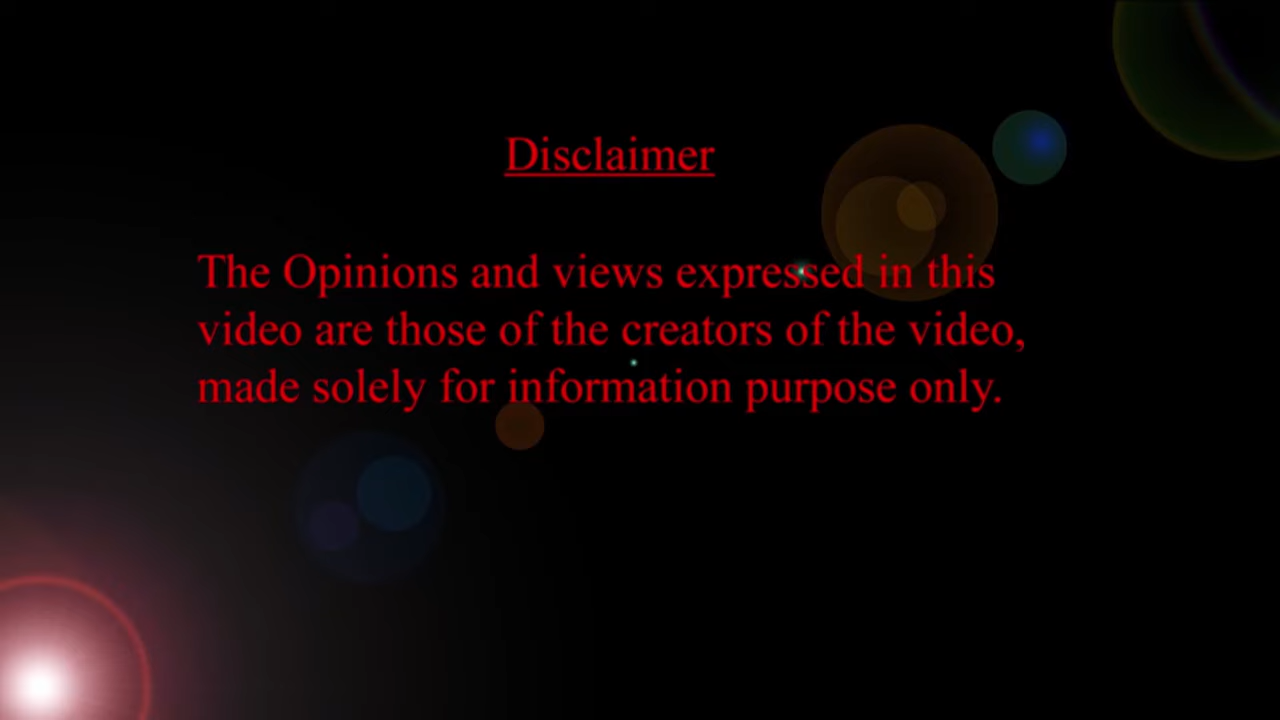 Disclaimer
The Opinions and views expressed in this
video are those of the creators of the video,
made solely for information purpose only.